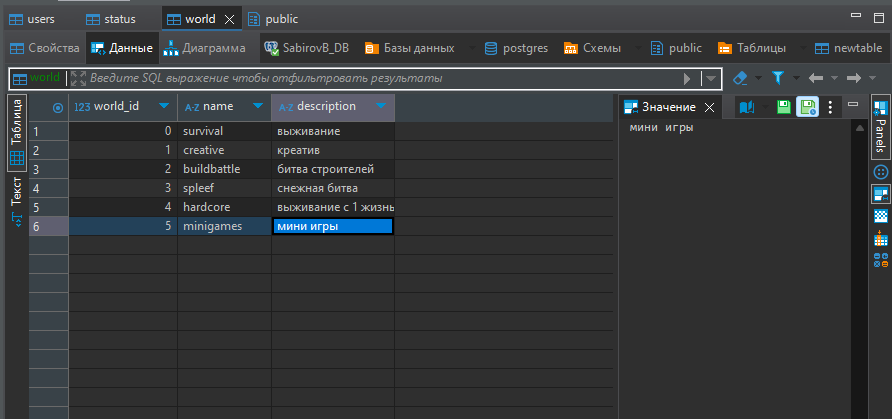 users status world public
Свойства Данные Диаграмма SabirovB_DB Базы данных postgres Схемы public Таблицы newtable
world Введите SQL выражение чтобы отфильтровать результаты
Таблица
Текст
123 world_id A-Z name A-Z description
1 0 survival выживание
2 1 creative креатив
3 2 buildbattle битва строителей
4 3 spleef снежная битва
5 4 hardcore выживание с 1 жизнь
6 5 minigames мини игры
Значение
мини игры
Panels